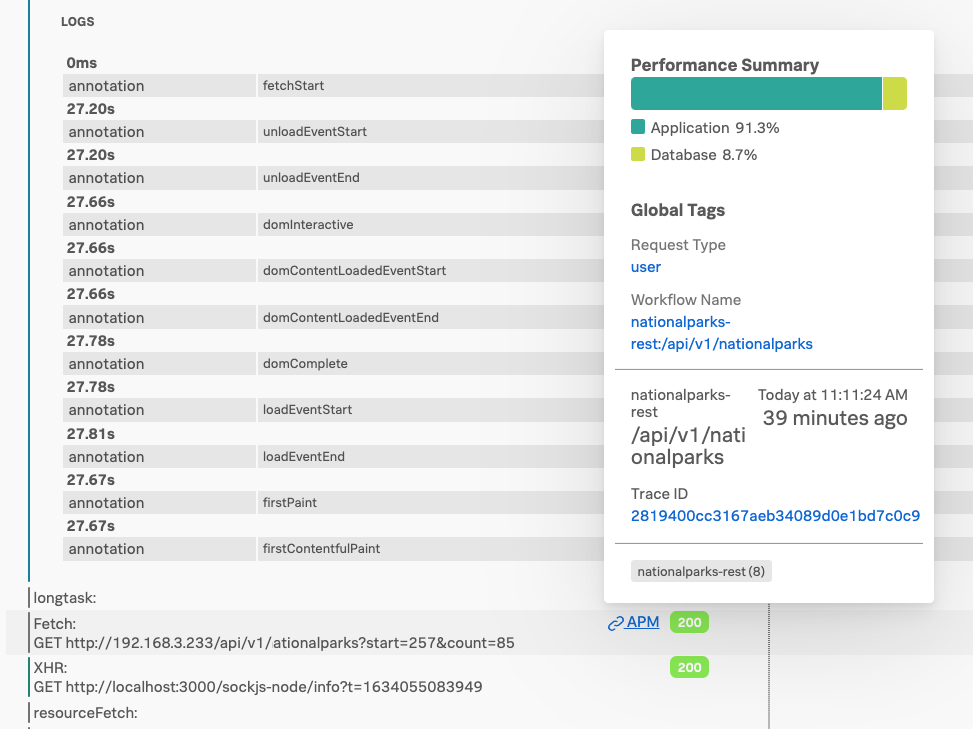 LOGS
0ms
annotation fetchStart
27.20s
annotation unloadEventStart
27.20s
annotation unloadEventEnd
27.66s
annotation domInteractive
27.66s
annotation domContentLoadedEventStart
27.66s
annotation domContentLoadedEventEnd
27.78s
annotation domComplete
27.78s
annotation loadEventStart
27.81s
annotation loadEventEnd
27.67s
annotation firstPaint
27.67s
annotation firstContentfulPaint
longtask:
Fetch:
GET http://192.168.3.233/api/v1/ationalparks?start=257&count=85
APM 200
XHR:
GET http://localhost:3000/sockjs-node/info?t=1634055083949
200
resourceFetch:
Performance Summary
Application 91.3%
Database 8.7%
Global Tags
Request Type
user
Workflow Name
nationalparks-
rest:/api/v1/nationalparks
nationalparks-
rest
/api/v1/nati
onalparks
Today at 11:11:24 AM
39 minutes ago
Trace ID
2819400cc3167aeb34089d0e1bd7c0c9
nationalparks-rest (8)